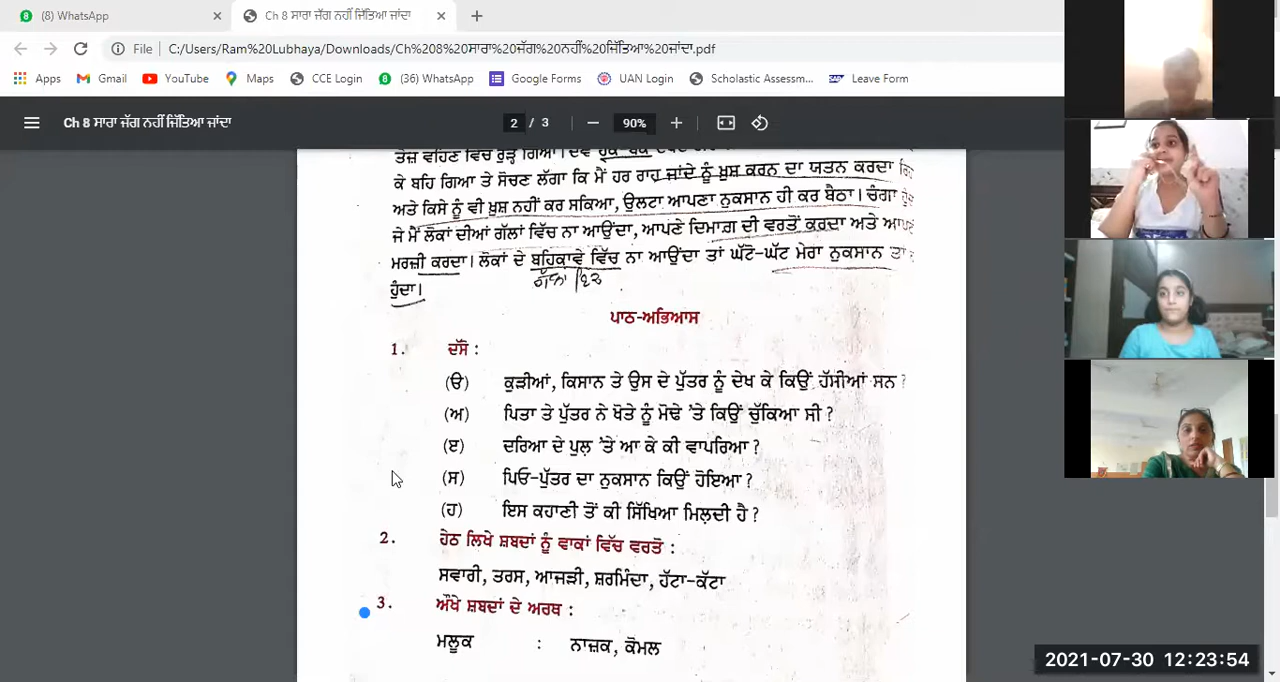 (8) WhatsApp
Ch 8 ਸਾਰਾ ਜੱਗ ਨਹੀਂ ਜਿੱਤਿਆ ਜਾਂਦਾ
File C:/Users/Ram%20Lubhaya/Downloads/Ch%208%20ਸਾਰਾ%20ਜੱਗ%20ਨਹੀਂ%20ਜਿੱਤਿਆ%20ਜਾਂਦਾ.pdf
Apps Gmail YouTube Maps CCE Login (36) WhatsApp Google Forms UAN Login Scholastic Assessm... Leave Form
Ch 8 ਸਾਰਾ ਜੱਗ ਨਹੀਂ ਜਿੱਤਿਆ ਜਾਂਦਾ 2 / 3 90%
ਤੇਜ਼ ਵਹਿਣ ਵਿੱਚ ਰੁੜ੍ਹ ਗਿਆ। ਦੋਵੇਂ ਹੱਕੇ-ਬੱਕੇ
ਕੇ ਬਹਿ ਗਿਆ ਤੇ ਸੋਚਣ ਲੱਗਾ ਕਿ ਮੈਂ ਹਰ ਰਾਹ ਜਾਂਦੇ ਨੂੰ ਖ਼ੁਸ਼ ਕਰਨ ਦਾ ਯਤਨ ਕਰਦਾ
ਅਤੇ ਕਿਸੇ ਨੂੰ ਵੀ ਖ਼ੁਸ਼ ਨਹੀਂ ਕਰ ਸਕਿਆ, ਉਲਟਾ ਆਪਣਾ ਨੁਕਸਾਨ ਹੀ ਕਰ ਬੈਠਾ। ਚੰਗਾ
ਜੇ ਮੈਂ ਲੋਕਾਂ ਦੀਆਂ ਗੱਲਾਂ ਵਿੱਚ ਨਾ ਆਉਂਦਾ, ਆਪਣੇ ਦਿਮਾਗ਼ ਦੀ ਵਰਤੋਂ ਕਰਦਾ ਅਤੇ
ਮਰਜ਼ੀ ਕਰਦਾ। ਲੋਕਾਂ ਦੇ ਬਹਿਕਾਵੇ ਵਿੱਚ ਨਾ ਆਉਂਦਾ ਤਾਂ ਘੱਟੋ-ਘੱਟ ਮੇਰਾ ਨੁਕਸਾਨ ਤਾਂ
ਹੁੰਦਾ।
ਪਾਠ-ਅਭਿਆਸ
1. ਦੱਸੋ :
(ੳ) ਕੁੜੀਆਂ, ਕਿਸਾਨ ਤੇ ਉਸ ਦੇ ਪੁੱਤਰ ਨੂੰ ਦੇਖ ਕੇ ਕਿਉਂ ਹੱਸੀਆਂ ਸਨ ?
(ਅ) ਪਿਤਾ ਤੇ ਪੁੱਤਰ ਨੇ ਖੋਤੇ ਨੂੰ ਮੋਢੇ 'ਤੇ ਕਿਉਂ ਚੁੱਕਿਆ ਸੀ ?
(ੲ) ਦਰਿਆ ਦੇ ਪੁਲ਼ 'ਤੇ ਆ ਕੇ ਕੀ ਵਾਪਰਿਆ ?
(ਸ) ਪਿਓ-ਪੁੱਤਰ ਦਾ ਨੁਕਸਾਨ ਕਿਉਂ ਹੋਇਆ ?
(ਹ) ਇਸ ਕਹਾਣੀ ਤੋਂ ਕੀ ਸਿੱਖਿਆ ਮਿਲ਼ਦੀ ਹੈ ?
2. ਹੇਠ ਲਿਖੇ ਸ਼ਬਦਾਂ ਨੂੰ ਵਾਕਾਂ ਵਿੱਚ ਵਰਤੋ :
ਸਵਾਰੀ, ਤਰਸ, ਆਜੜੀ, ਸ਼ਰਮਿੰਦਾ, ਹੱਟਾ-ਕੱਟਾ
3. ਔਖੇ ਸ਼ਬਦਾਂ ਦੇ ਅਰਥ :
ਮਲੂਕ : ਨਾਜ਼ਕ, ਕੋਮਲ
2021-07-30 12:23:54